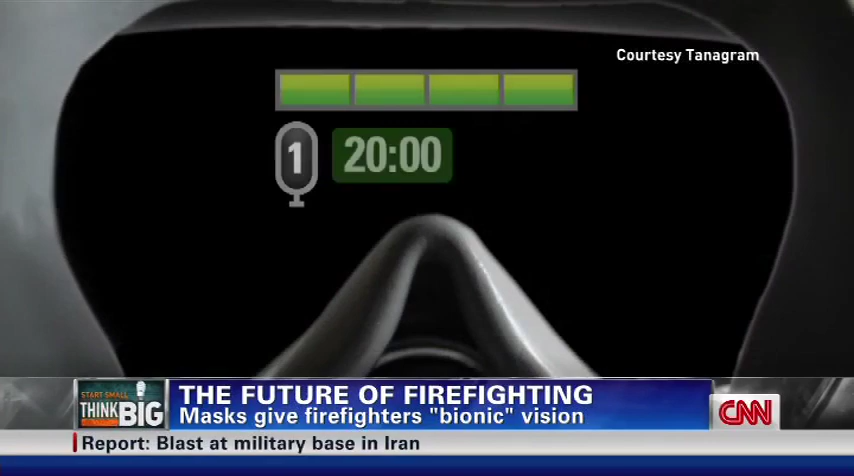 Courtesy Tanagram
1
20:00
START SMALL
THINK BIG
THE FUTURE OF FIREFIGHTING
Masks give firefighters "bionic" vision
CNN
Report: Blast at military base in Iran